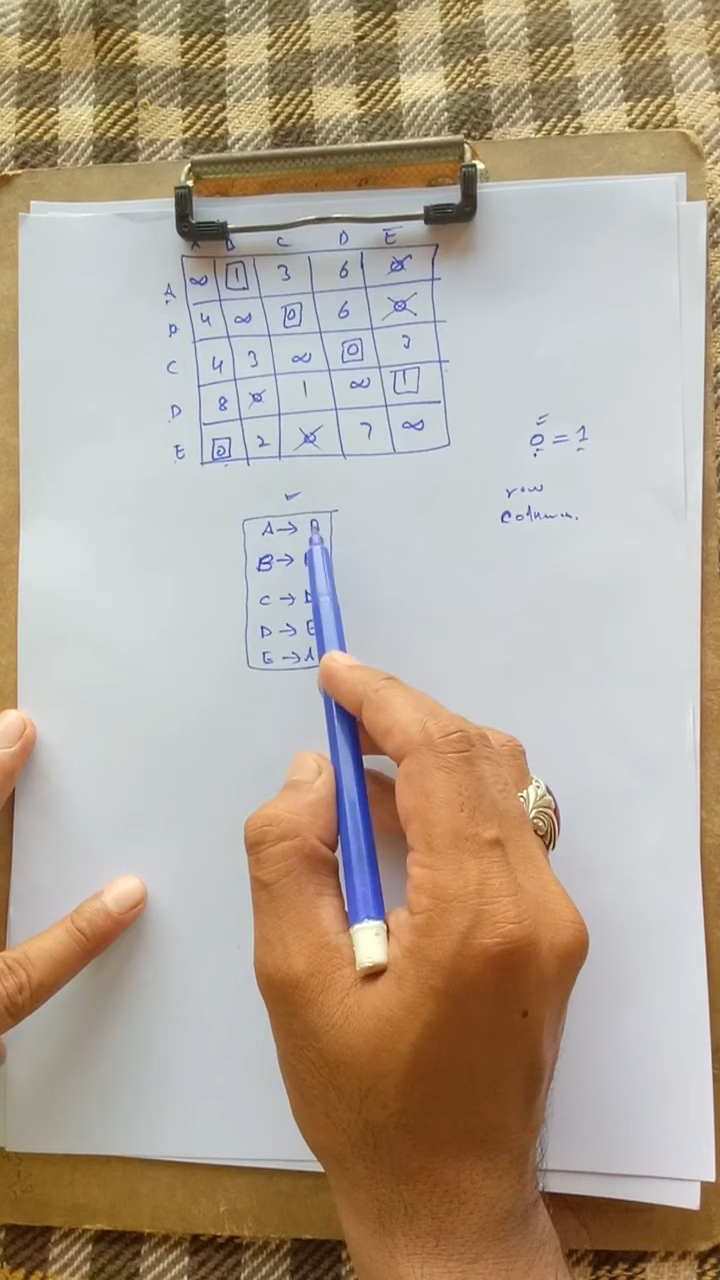 A B C D E
A ∞ 1 3 6 0
B 4 ∞ 0 6 0
C 4 3 ∞ 0 3
D 8 0 1 ∞ 1
E 0 2 0 7 ∞
0 = 1
row
column.
✓
A →
B →
C → D
D → E
E → A